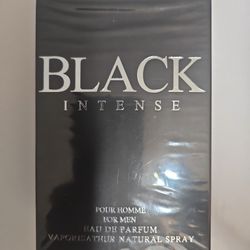 BLACK
INTENSE
POUR HOMME
FOR MEN
EAU DE PARFUM
VAPORISATEUR NATURAL SPRAY